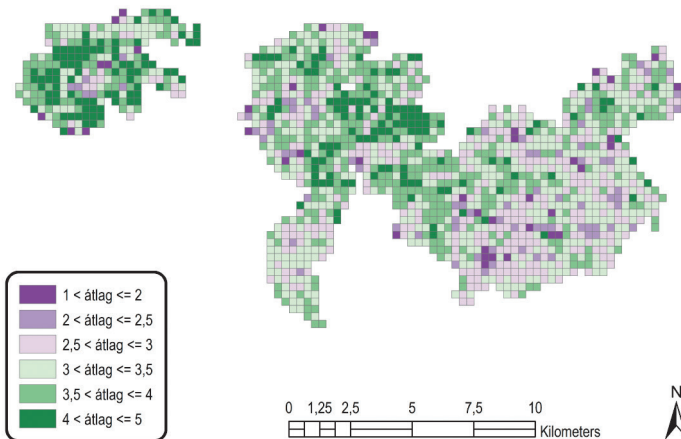 1 < átlag <= 2
2 < átlag <= 2,5
2,5 < átlag <= 3
3 < átlag <= 3,5
3,5 < átlag <= 4
4 < átlag <= 5
0 1,25 2,5 5 7,5 10
Kilometers
N